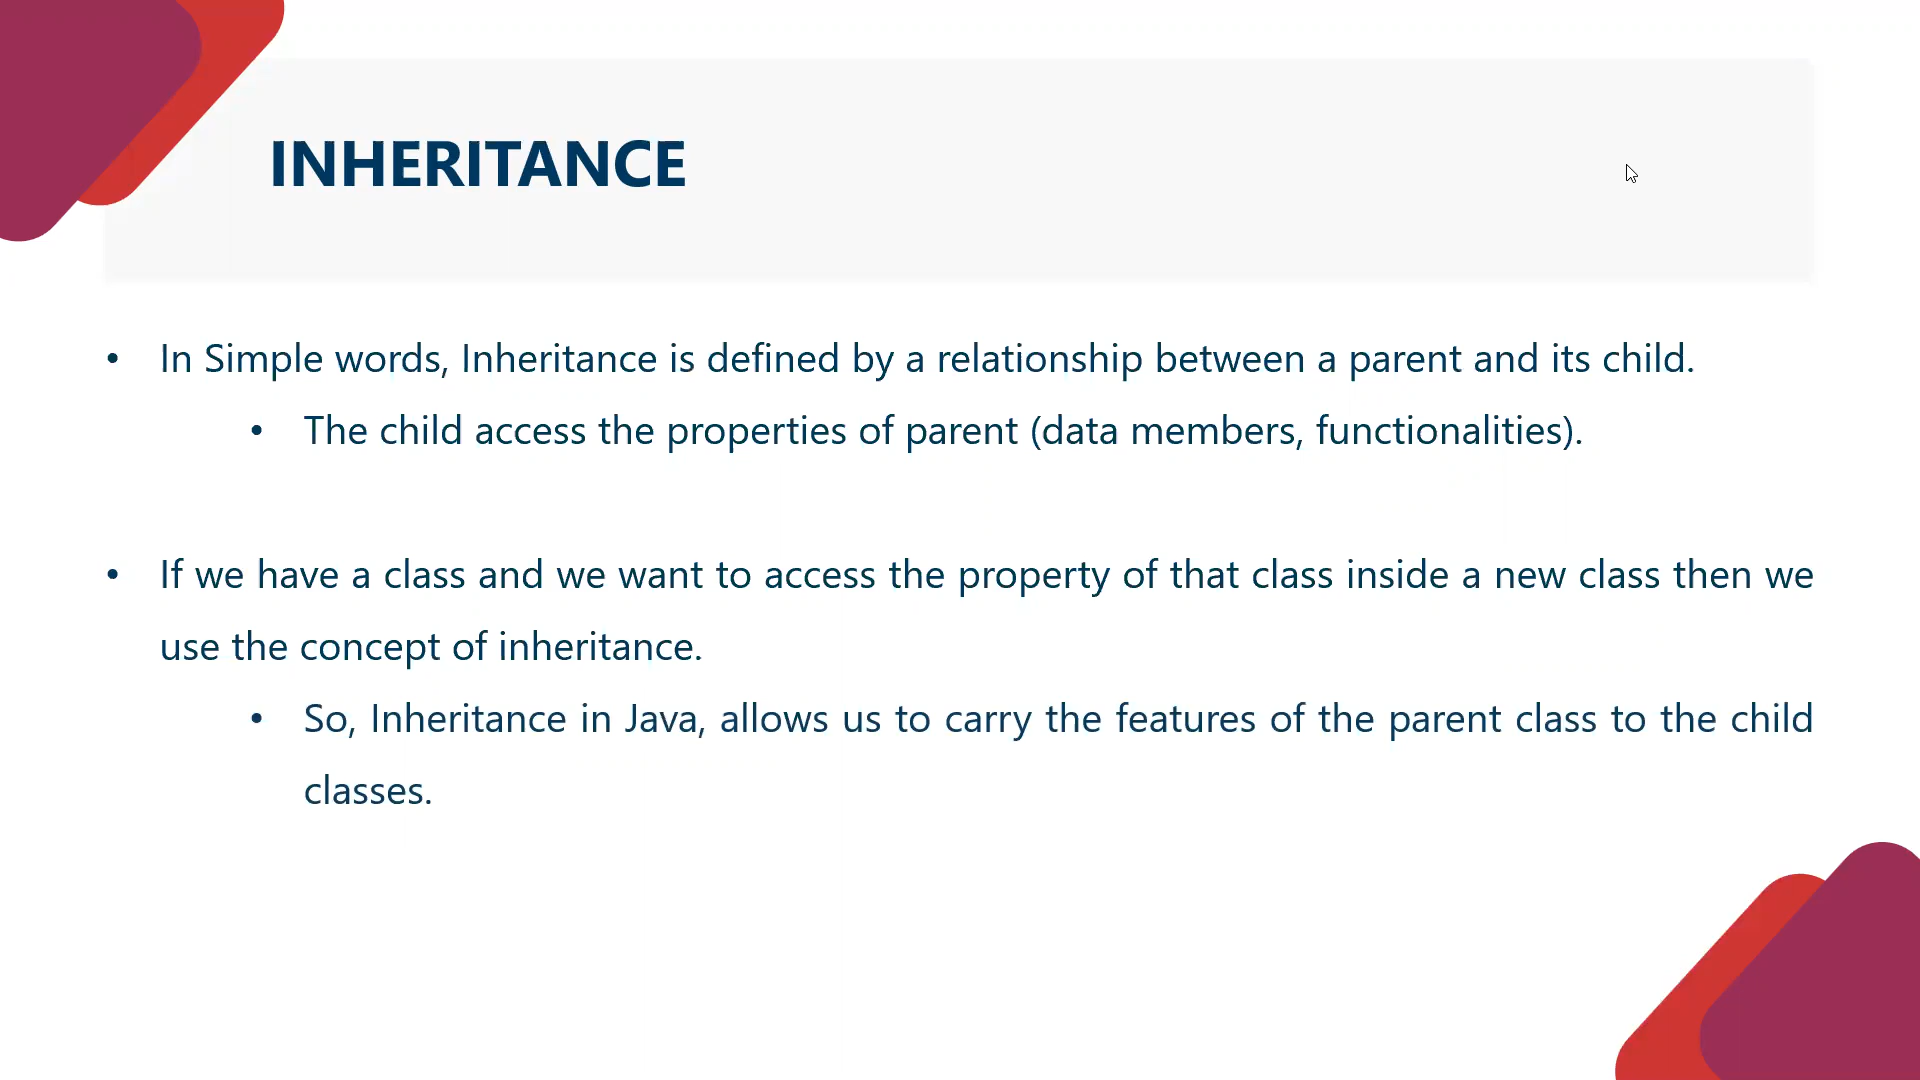 INHERITANCE
• In Simple words, Inheritance is defined by a relationship between a parent and its child.
• The child access the properties of parent (data members, functionalities).
• If we have a class and we want to access the property of that class inside a new class then we
use the concept of inheritance.
• So, Inheritance in Java, allows us to carry the features of the parent class to the child
classes.